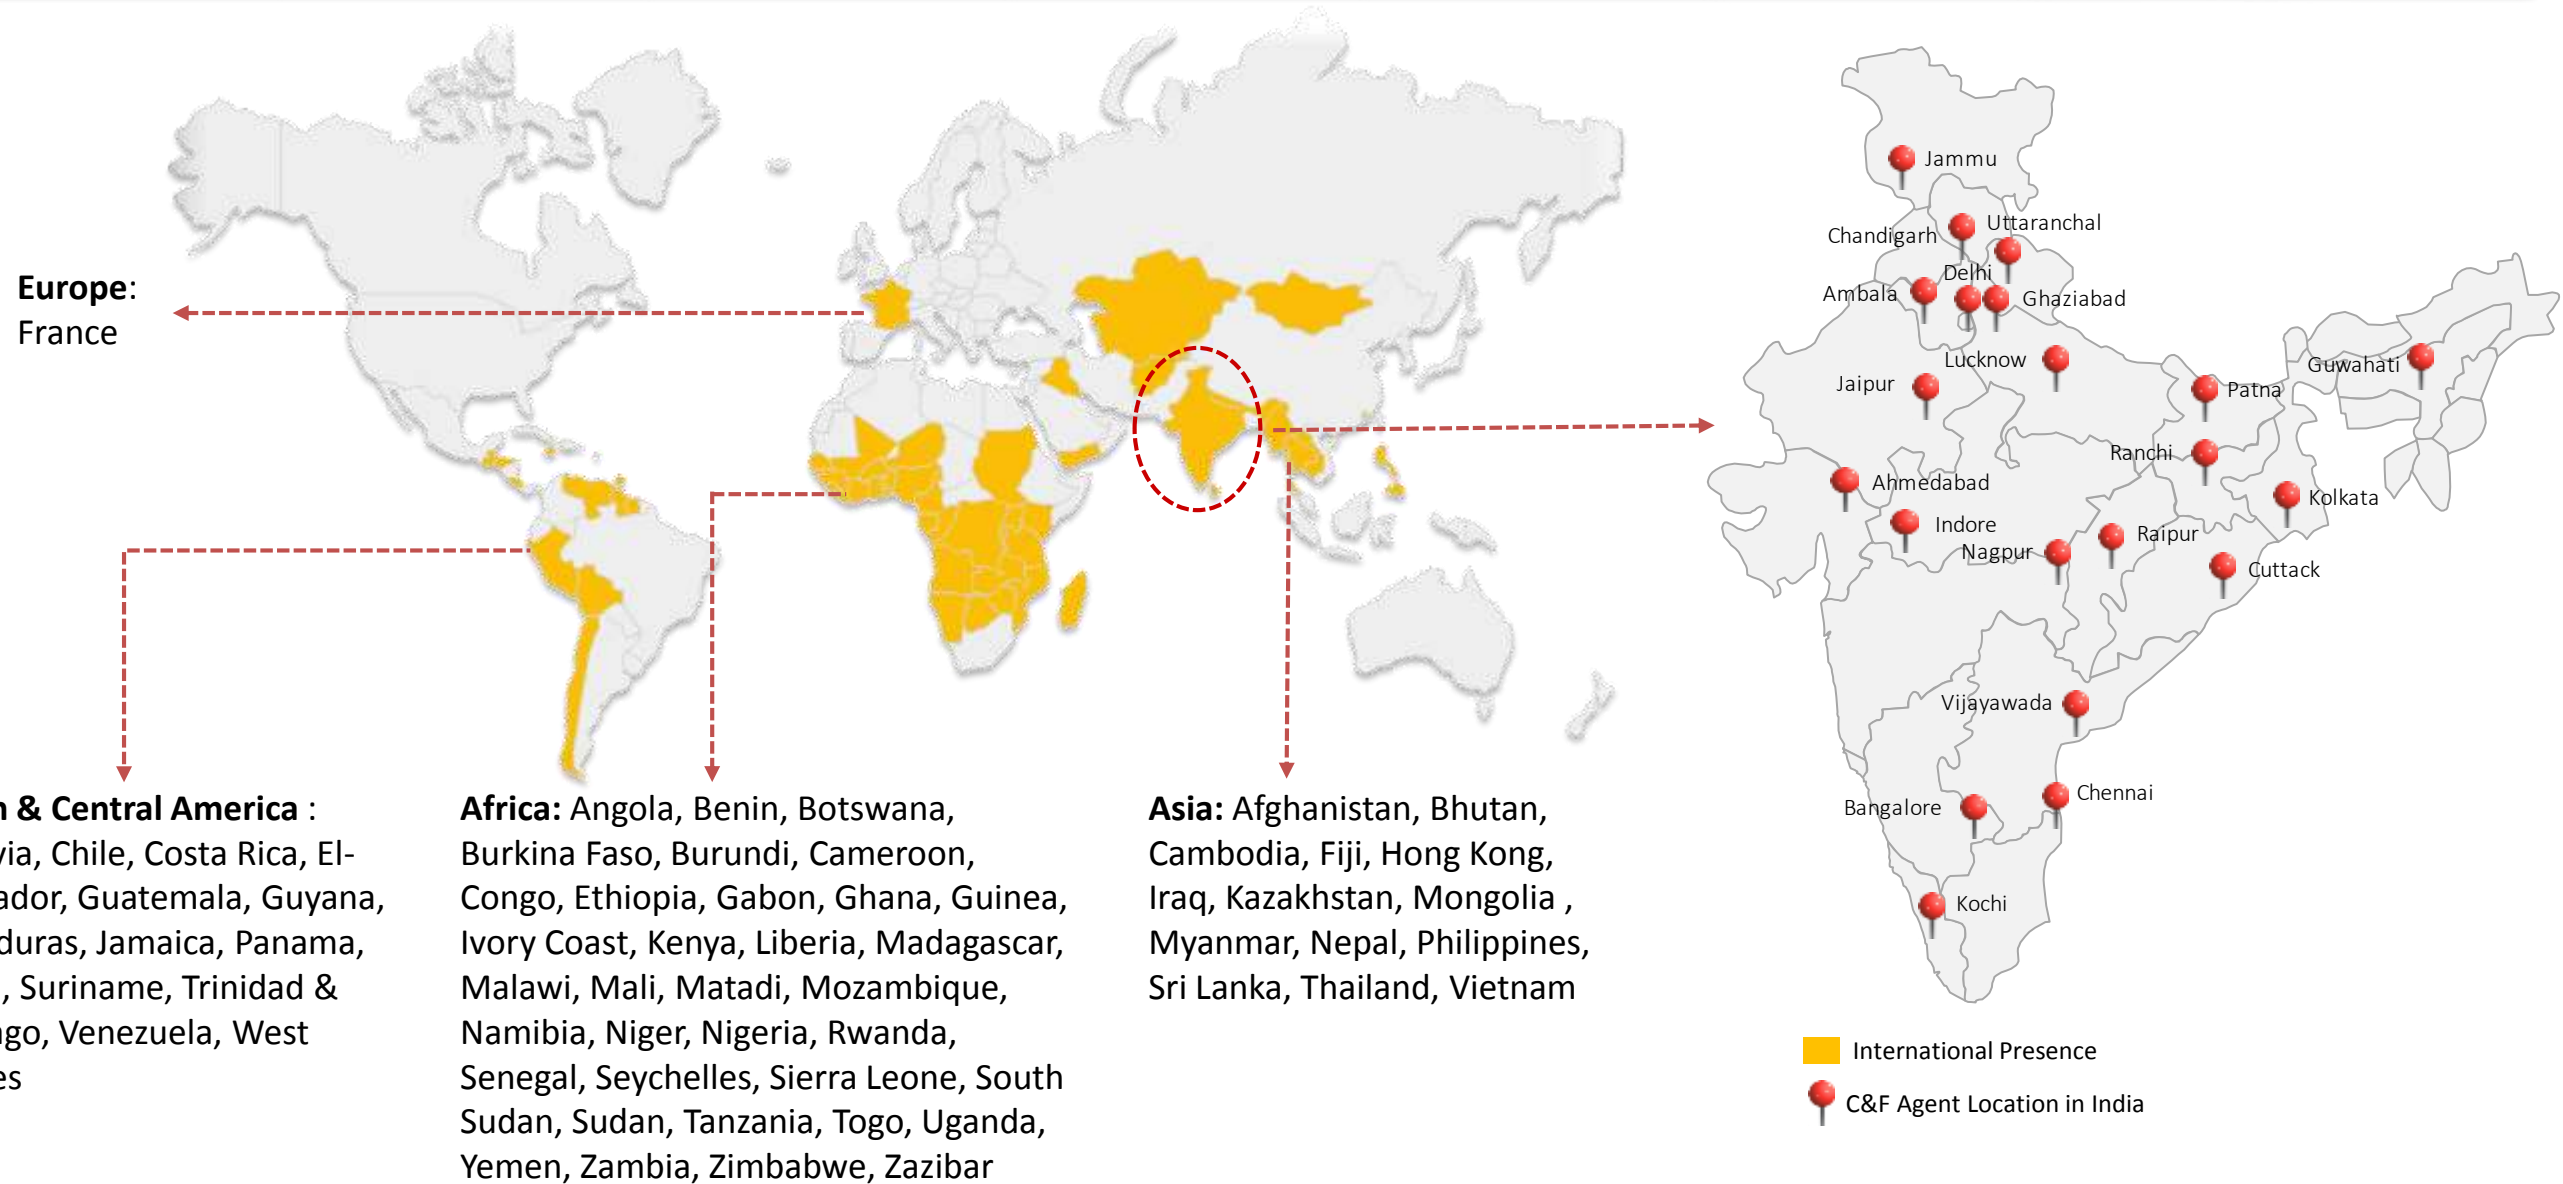 Europe:
France
& Central America :
Chile, Costa Rica, El-
Guatemala, Guyana,
Jamaica, Panama,
, Suriname, Trinidad &
Venezuela, West
Africa: Angola, Benin, Botswana,
Burkina Faso, Burundi, Cameroon,
Congo, Ethiopia, Gabon, Ghana, Guinea,
Ivory Coast, Kenya, Liberia, Madagascar,
Malawi, Mali, Matadi, Mozambique,
Namibia, Niger, Nigeria, Rwanda,
Senegal, Seychelles, Sierra Leone, South
Sudan, Sudan, Tanzania, Togo, Uganda,
Yemen, Zambia, Zimbabwe, Zazibar
Asia: Afghanistan, Bhutan,
Cambodia, Fiji, Hong Kong,
Iraq, Kazakhstan, Mongolia ,
Myanmar, Nepal, Philippines,
Sri Lanka, Thailand, Vietnam
Jammu
Uttaranchal
Chandigarh
Delhi
Ambala
Ghaziabad
Lucknow
Guwahati
Jaipur
Patna
Ranchi
Ahmedabad
Kolkata
Indore
Raipur
Nagpur
Cuttack
Vijayawada
Chennai
Bangalore
Kochi
International Presence
C&F Agent Location in India